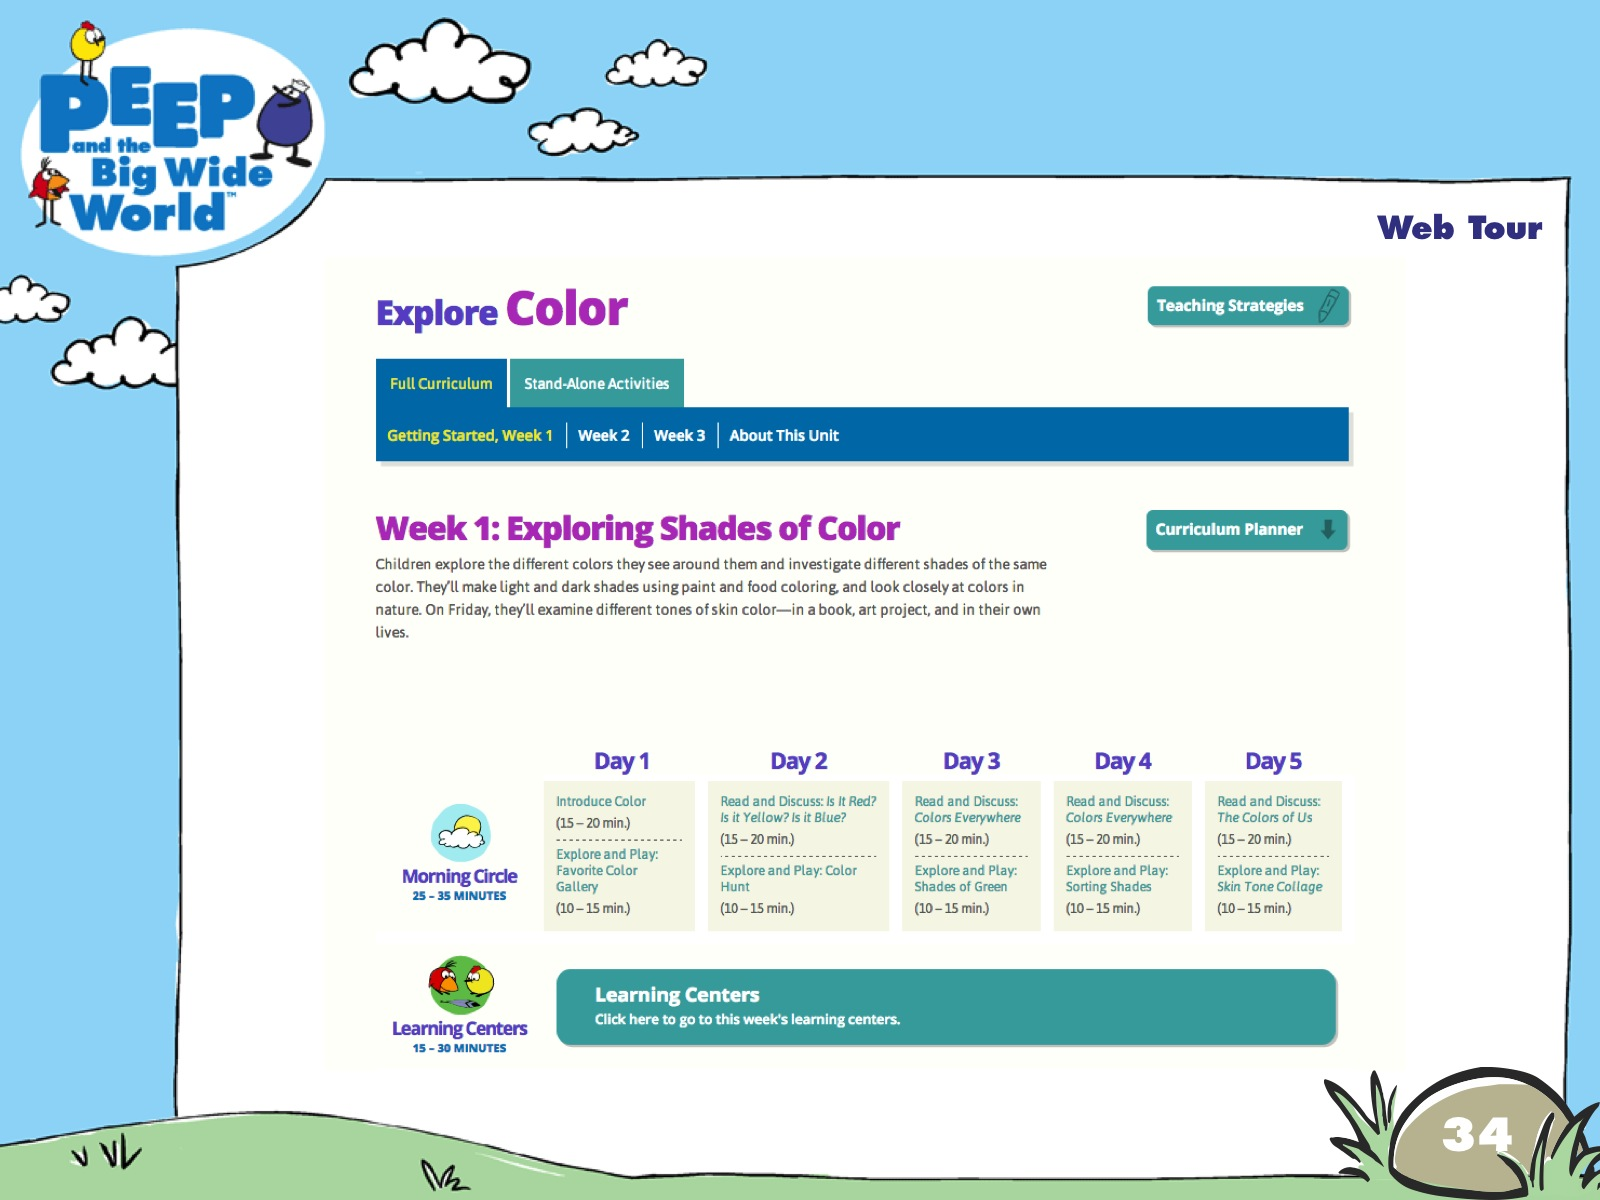 PEEP
and the
Big Wide
World™
Web Tour
Explore Color
Teaching Strategies
Full Curriculum
Stand-Alone Activities
Getting Started, Week 1
Week 2
Week 3
About This Unit
Week 1: Exploring Shades of Color
Curriculum Planner
Children explore the different colors they see around them and investigate different shades of the same
color. They'll make light and dark shades using paint and food coloring, and look closely at colors in
nature. On Friday, they'll examine different tones of skin color—in a book, art project, and in their own
lives.
Day 1
Day 2
Day 3
Day 4
Day 5
Morning Circle
25 – 35 MINUTES
Introduce Color
(15 – 20 min.)
Explore and Play:
Favorite Color
Gallery
(10 – 15 min.)
Read and Discuss: Is It Red?
Is it Yellow? Is it Blue?
(15 – 20 min.)
Explore and Play: Color
Hunt
(10 – 15 min.)
Read and Discuss:
Colors Everywhere
(15 – 20 min.)
Explore and Play:
Shades of Green
(10 – 15 min.)
Read and Discuss:
Colors Everywhere
(15 – 20 min.)
Explore and Play:
Sorting Shades
(10 – 15 min.)
Read and Discuss:
The Colors of Us
(15 – 20 min.)
Explore and Play:
Skin Tone Collage
(10 – 15 min.)
Learning Centers
15 – 30 MINUTES
Learning Centers
Click here to go to this week's learning centers.
34